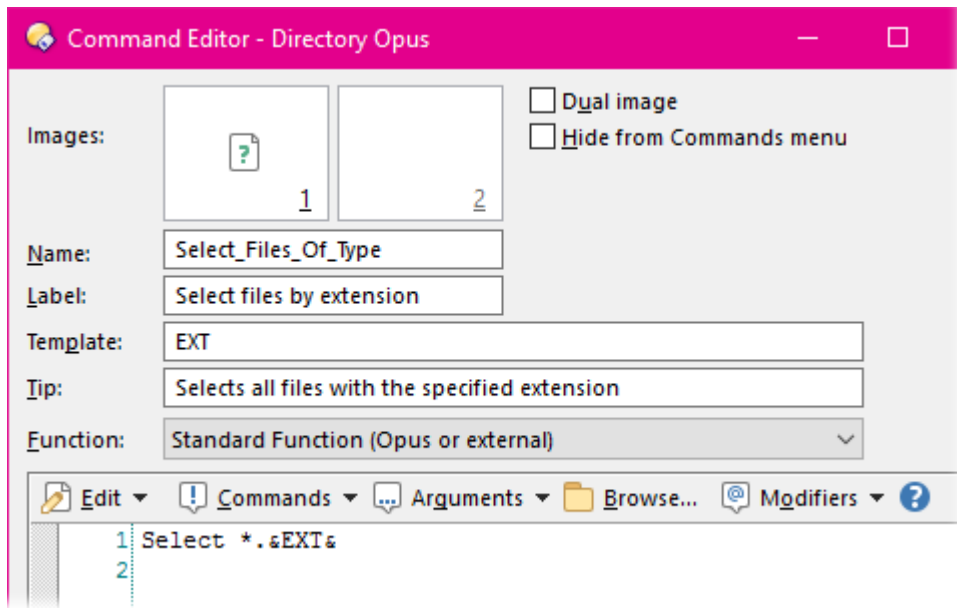 Command Editor - Directory Opus
Images:
1
2
Dual image
Hide from Commands menu
Name:
Select_Files_Of_Type
Label:
Select files by extension
Template:
EXT
Tip:
Selects all files with the specified extension
Function:
Standard Function (Opus or external)
Edit Commands Arguments Browse... Modifiers
1 Select *.&EXT&
2